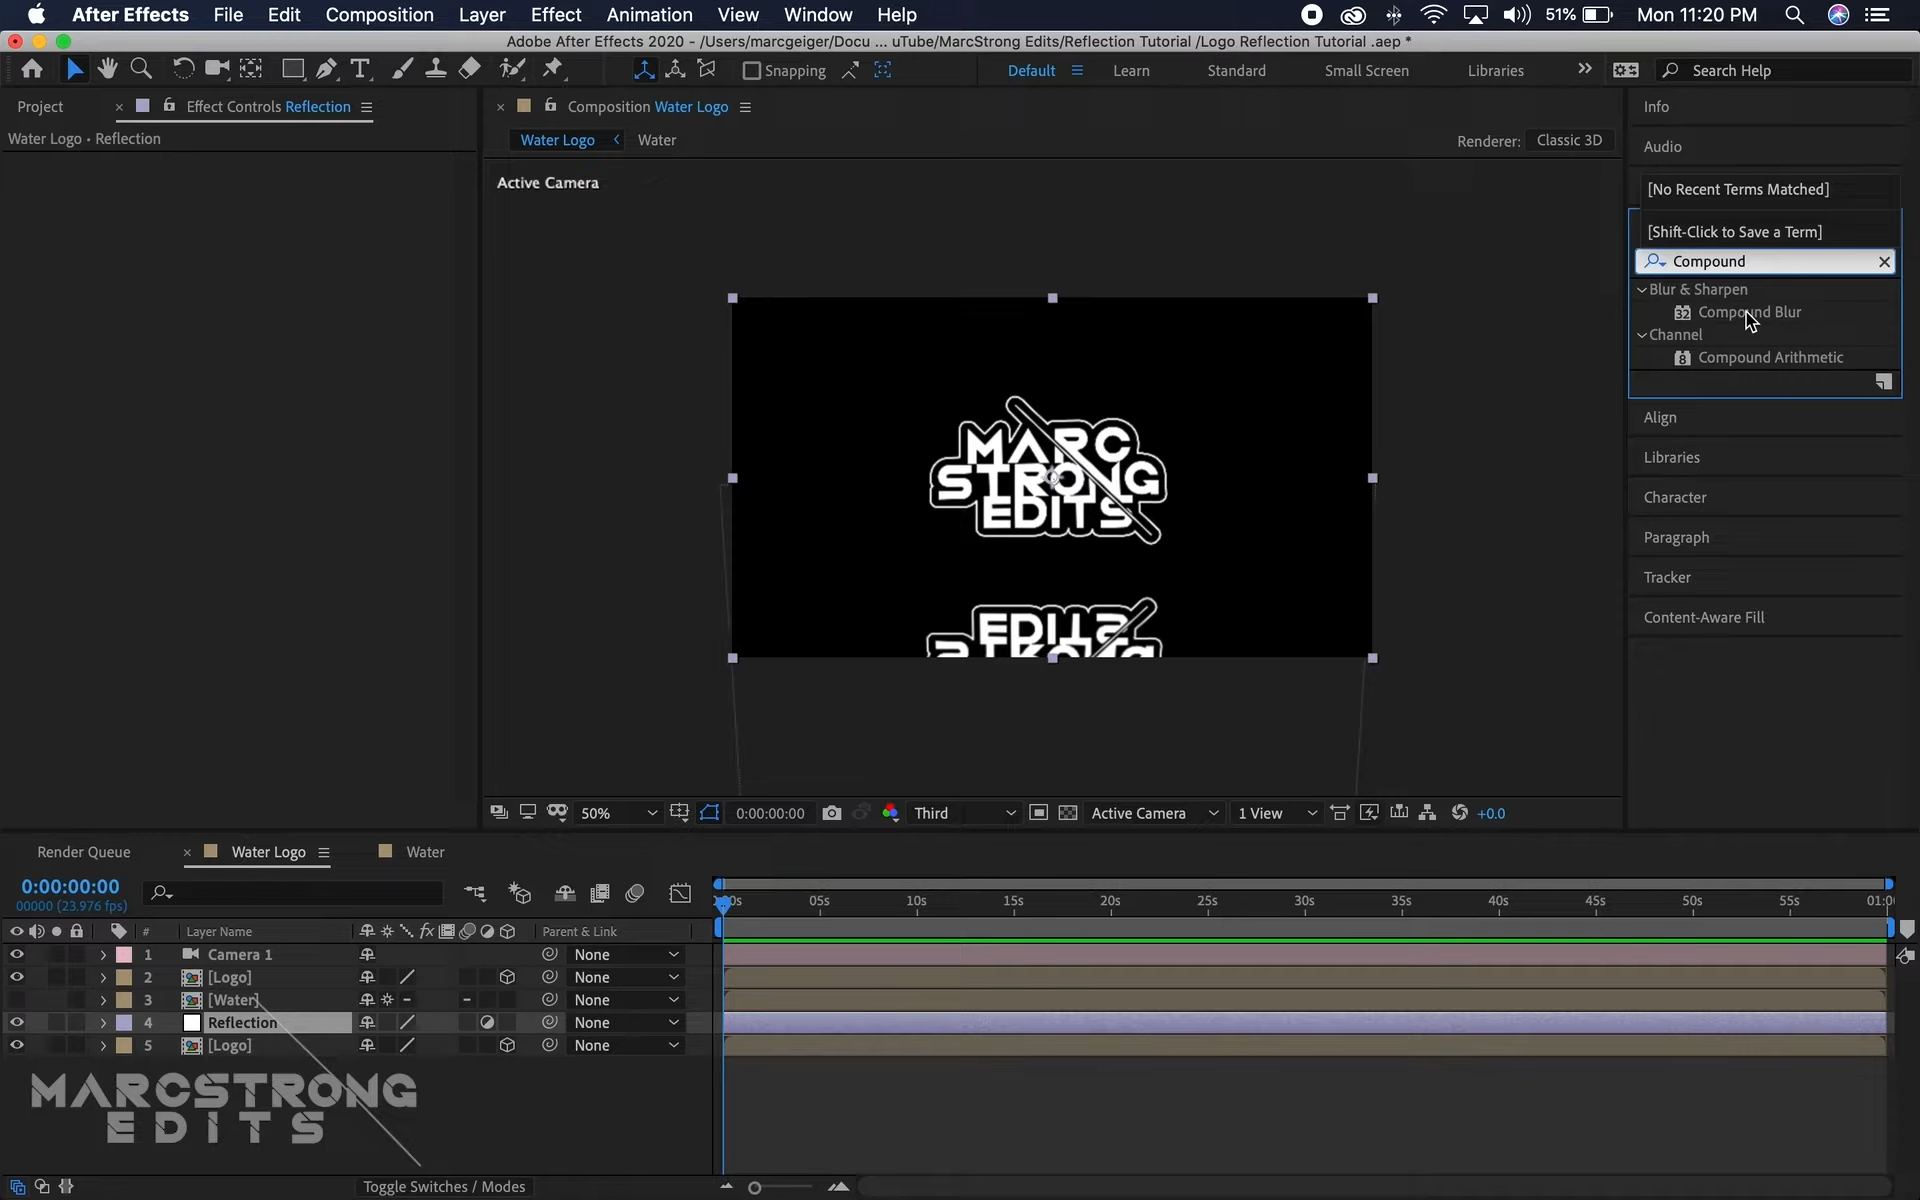 After Effects File Edit Composition Layer Effect Animation View Window Help 51% Mon 11:20 PM
Adobe After Effects 2020 - /Users/marcgeiger/Docu ... uTube/MarcStrong Edits/Reflection Tutorial /Logo Reflection Tutorial .aep *
Snapping Default Learn Standard Small Screen Libraries Search Help
Project Effect Controls Reflection Composition Water Logo Info
Water Logo • Reflection Water Logo Water Renderer: Classic 3D Audio
Active Camera
[No Recent Terms Matched]
[Shift-Click to Save a Term]
Compound
Blur & Sharpen
32 Compound Blur
Channel
8 Compound Arithmetic
Align
Libraries
Character
Paragraph
Tracker
Content-Aware Fill
MARC
STRONG
EDITS
EDITS
STRONG
50% 0:00:00:00 Third Active Camera 1 View +0.0
Render Queue Water Logo Water
0:00:00:00
00000 (23.976 fps)
05s 10s 15s 20s 25s 30s 35s 40s 45s 50s 55s 01:0
# Layer Name fx Parent & Link
1 Camera 1 None
2 [Logo] None
3 [Water] None
4 Reflection None
5 [Logo] None
MARCSTRONG
EDITS
Toggle Switches / Modes